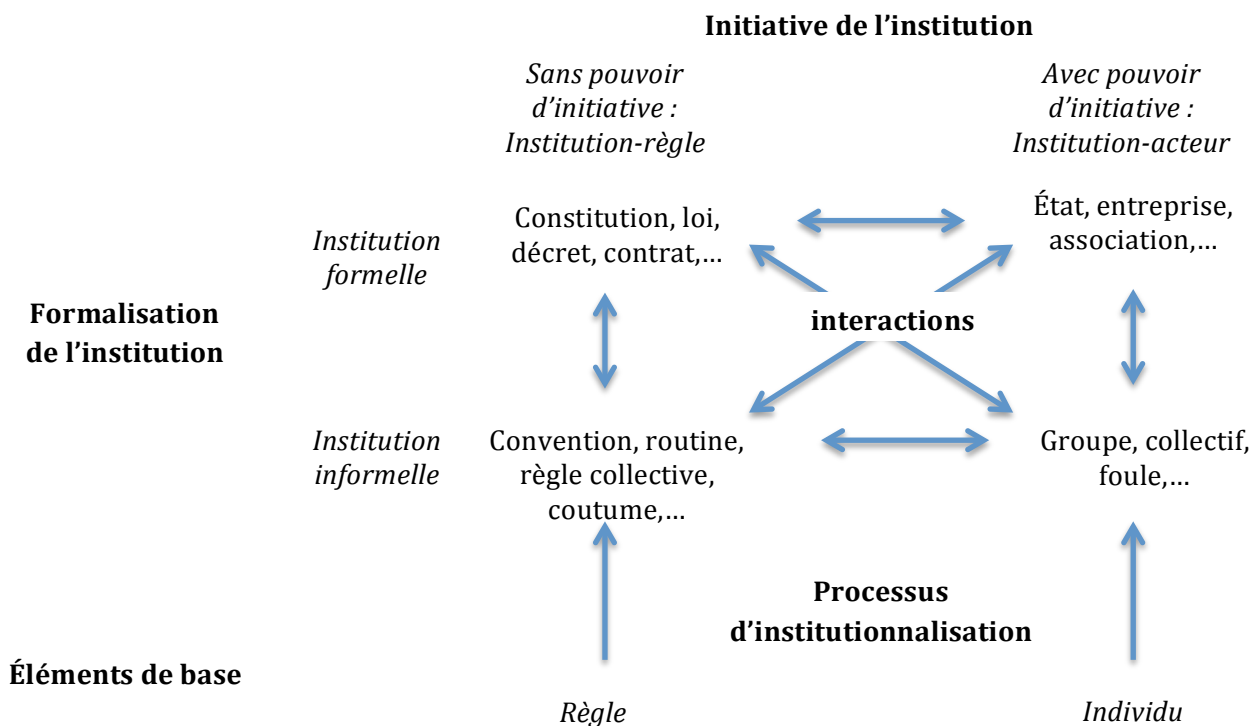 Initiative de l’institution
Sans pouvoir
d’initiative :
Institution-règle
Avec pouvoir
d’initiative :
Institution-acteur
Formalisation
de l’institution
Institution
formelle
Constitution, loi,
décret, contrat,…
État, entreprise,
association,…
interactions
Institution
informelle
Convention, routine,
règle collective,
coutume,…
Groupe, collectif,
foule,…
Processus
d’institutionnalisation
Éléments de base
Règle
Individu